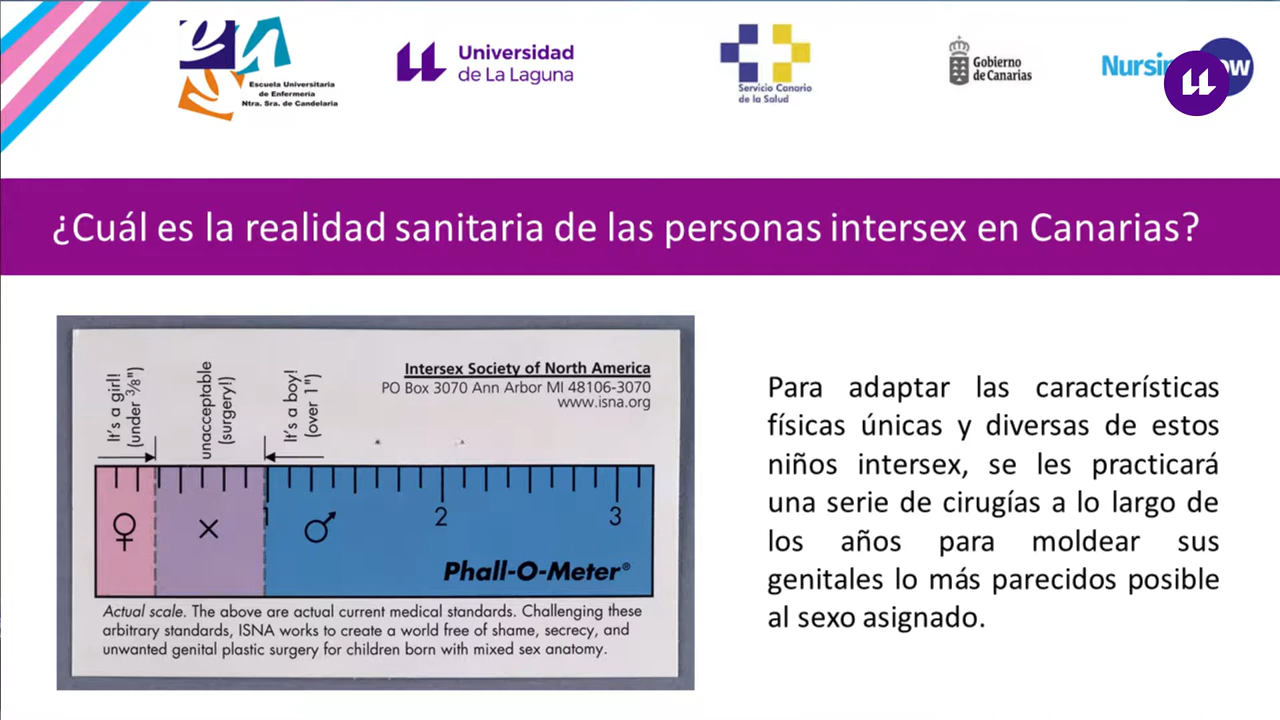 Escuela Universitaria
de Enfermería
Ntra. Sra. de Candelaria
Universidad
de La Laguna
Servicio Canario
de la Salud
Gobierno
de Canarias
¿Cuál es la realidad sanitaria de las personas intersex en Canarias?
It's a girl!
(under 3/8")
unacceptable
(surgery!)
It's a boy!
(over 1")
Intersex Society of North America
PO Box 3070 Ann Arbor MI 48106-3070
www.isna.org
1
2
3
Phall-O-Meter®
Actual scale. The above are actual current medical standards. Challenging these
arbitrary standards, ISNA works to create a world free of shame, secrecy, and
unwanted genital plastic surgery for children born with mixed sex anatomy.
Para adaptar las características
físicas únicas y diversas de estos
niños intersex, se les practicará
una serie de cirugías a lo largo de
los años para moldear sus
genitales lo más parecidos posible
al sexo asignado.